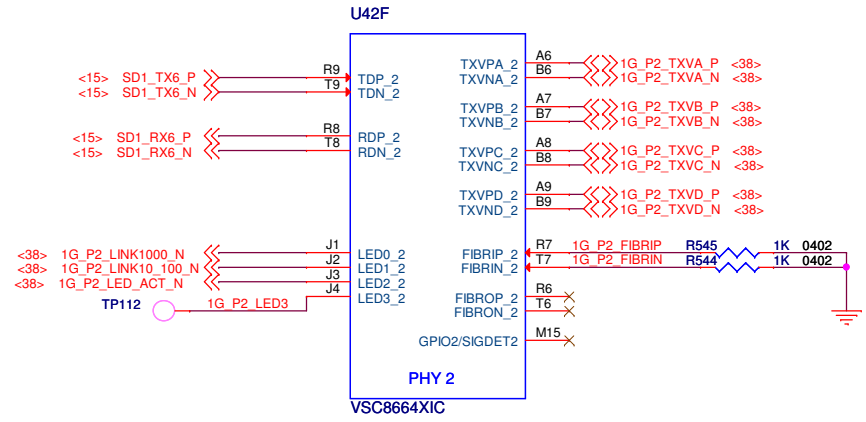 U42F
<15> SD1_TX6_P R9 TDP_2
<15> SD1_TX6_N T9 TDN_2
<15> SD1_RX6_P R8 RDP_2
<15> SD1_RX6_N T8 RDN_2
<38> 1G_P2_LINK1000_N J1 LED0_2
<38> 1G_P2_LINK10_100_N J2 LED1_2
<38> 1G_P2_LED_ACT_N J3 LED2_2
TP112 1G_P2_LED3 J4 LED3_2
TXVPA_2 A6 1G_P2_TXVA_P <38>
TXVNA_2 B6 1G_P2_TXVA_N <38>
TXVPB_2 A7 1G_P2_TXVB_P <38>
TXVNB_2 B7 1G_P2_TXVB_N <38>
TXVPC_2 A8 1G_P2_TXVC_P <38>
TXVNC_2 B8 1G_P2_TXVC_N <38>
TXVPD_2 A9 1G_P2_TXVD_P <38>
TXVND_2 B9 1G_P2_TXVD_N <38>
FIBRIP_2 R7 1G_P2_FIBRIP R545 1K 0402
FIBRIN_2 T7 1G_P2_FIBRIN R544 1K 0402
FIBROP_2 R6
FIBRON_2 T6
GPIO2/SIGDET2 M15
PHY 2
VSC8664XIC